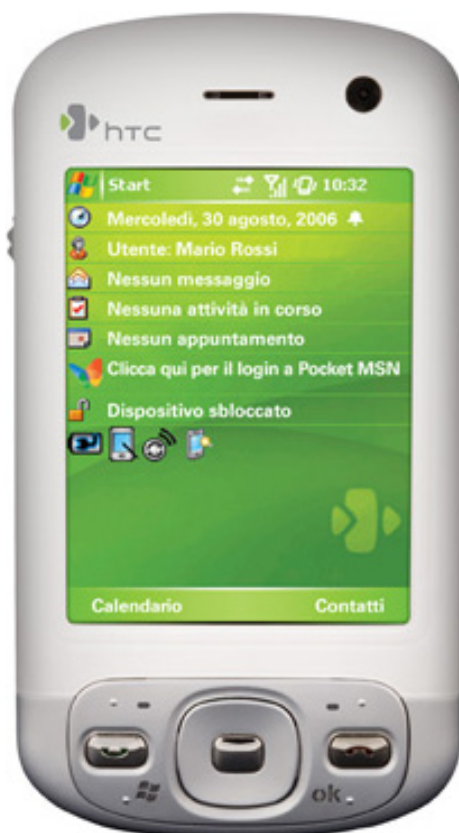 hTC
Start 10:32
Mercoledì, 30 agosto, 2006
Utente: Mario Rossi
Nessun messaggio
Nessuna attività in corso
Nessun appuntamento
Clicca qui per il login a Pocket MSN
Dispositivo sbloccato
Calendario Contatti
ok